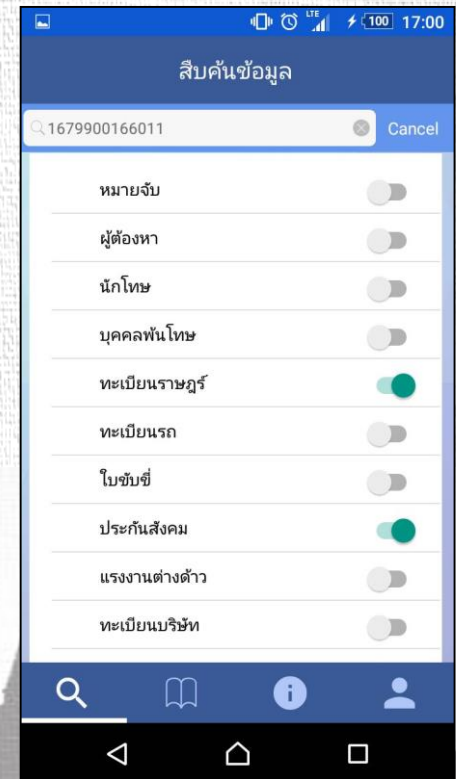 LTE 100 17:00
สืบค้นข้อมูล
1679900166011 Cancel
หมายจับ
ผู้ต้องหา
นักโทษ
บุคคลพ้นโทษ
ทะเบียนราษฎร์
ทะเบียนรถ
ใบขับขี่
ประกันสังคม
แรงงานต่างด้าว
ทะเบียนบริษัท